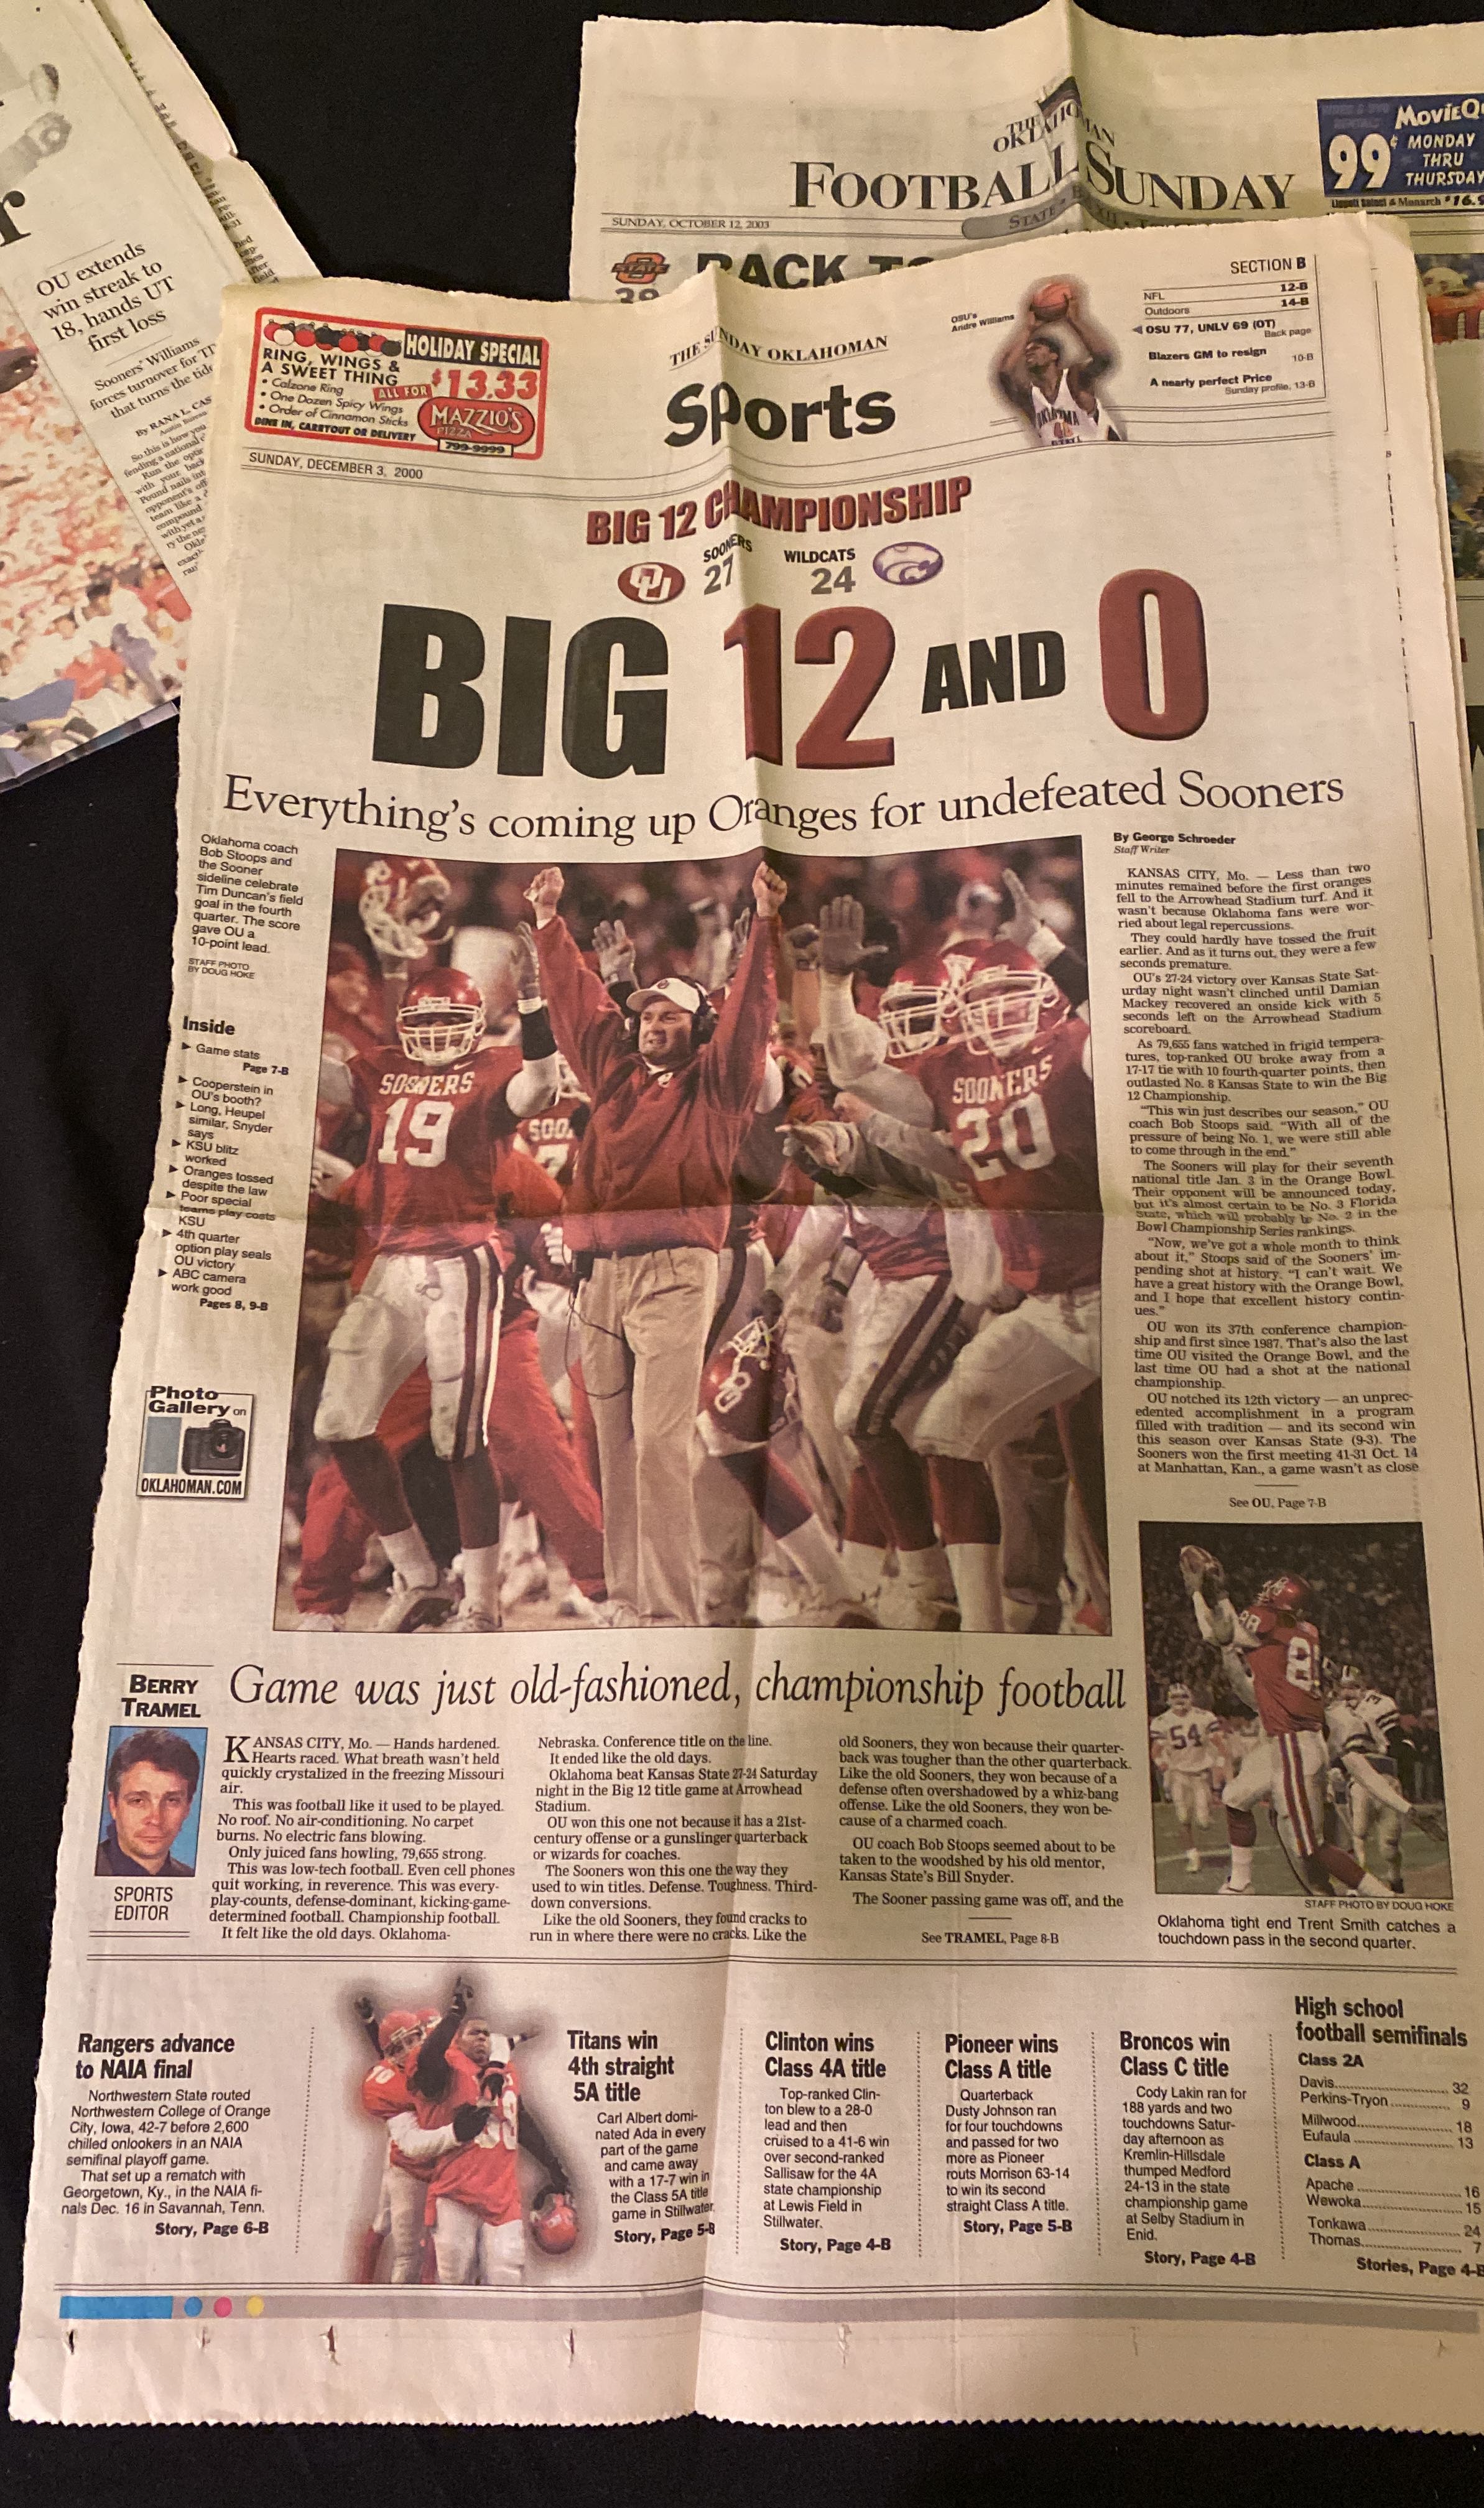 OU extends
win streak to
18, hands UT
first loss
Sooners' Williams
forces turnover for
that turns the tide
By RANA L. CAS
Austin Bureau
So this is how you
THE
OKLAHOMAN
FOOTBALL SUNDAY
SUNDAY, OCTOBER 12, 2003
STATE
BACK
MOVIE
99¢
MONDAY
THRU
THURSDAY
HOLIDAY SPECIAL
RING, WINGS &
A SWEET THING
ALL FOR $13.33
• Calzone Ring
• One Dozen Spicy Wings
• Order of Cinnamon Sticks
DINE IN, CARRYOUT OR DELIVERY
MAZZIO'S
PIZZA
799-9999
THE SUNDAY OKLAHOMAN
Sports
SUNDAY, DECEMBER 3, 2000
OSU's
Andre Williams
SECTION B
NFL 12-B
Outdoors 14-B
OSU 77, UNLV 69 (OT)
Back page
Blazers GM to resign
10-B
A nearly perfect Price
Sunday profile, 13-B
BIG 12 CHAMPIONSHIP
OU SOONERS 27
WILDCATS 24
BIG 12 AND 0
Everything's coming up Oranges for undefeated Sooners
Oklahoma coach
Bob Stoops and
the Sooner
sideline celebrate
Tim Duncan's field
goal in the fourth
quarter. The score
gave OU a
10-point lead.
STAFF PHOTO
BY DOUG HOKE
Inside
► Game stats
Page 7-B
► Cooperstein in
OU's booth?
► Long, Heupel
similar, Snyder
says
► KSU blitz
worked
► Oranges tossed
despite the law
► Poor special
teams play costs
KSU
► 4th quarter
option play seals
OU victory
► ABC camera
work good
Pages 8, 9-B
Photo
Gallery on
OKLAHOMAN.COM
SOONERS
19
SOONERS
20
By George Schroeder
Staff Writer
KANSAS CITY, Mo. — Less than two
minutes remained before the first oranges
fell to the Arrowhead Stadium turf. And it
wasn't because Oklahoma fans were wor-
ried about legal repercussions.
They could hardly have tossed the fruit
earlier. And as it turns out, they were a few
seconds premature.
OU's 27-24 victory over Kansas State Sat-
urday night wasn't clinched until Damian
Mackey recovered an onside kick with 5
seconds left on the Arrowhead Stadium
scoreboard.
As 79,655 fans watched in frigid tempera-
tures, top-ranked OU broke away from a
17-17 tie with 10 fourth-quarter points, then
outlasted No. 8 Kansas State to win the Big
12 Championship.
"This win just describes our season," OU
coach Bob Stoops said. "With all of the
pressure of being No. 1, we were still able
to come through in the end."
The Sooners will play for their seventh
national title Jan. 3 in the Orange Bowl.
Their opponent will be announced today,
but it's almost certain to be No. 3 Florida
State, which will probably be No. 2 in the
Bowl Championship Series rankings.
"Now, we've got a whole month to think
about it," Stoops said of the Sooners' im-
pending shot at history. "I can't wait. We
have a great history with the Orange Bowl,
and I hope that excellent history contin-
ues."
OU won its 37th conference champion-
ship and first since 1987. That's also the last
time OU visited the Orange Bowl, and the
last time OU had a shot at the national
championship.
OU notched its 12th victory — an unprec-
edented accomplishment in a program
filled with tradition — and its second win
this season over Kansas State (9-3). The
Sooners won the first meeting 41-31 Oct. 14
at Manhattan, Kan., a game wasn't as close
See OU, Page 7-B
88
54
STAFF PHOTO BY DOUG HOKE
Oklahoma tight end Trent Smith catches a
touchdown pass in the second quarter.
BERRY
TRAMEL
SPORTS
EDITOR
Game was just old-fashioned, championship football
KANSAS CITY, Mo. — Hands hardened.
Hearts raced. What breath wasn't held
quickly crystalized in the freezing Missouri
air.
This was football like it used to be played.
No roof. No air-conditioning. No carpet
burns. No electric fans blowing.
Only juiced fans howling, 79,655 strong.
This was low-tech football. Even cell phones
quit working, in reverence. This was every-
play-counts, defense-dominant, kicking-game-
determined football. Championship football.
It felt like the old days. Oklahoma-
Nebraska. Conference title on the line.
It ended like the old days.
Oklahoma beat Kansas State 27-24 Saturday
night in the Big 12 title game at Arrowhead
Stadium.
OU won this one not because it has a 21st-
century offense or a gunslinger quarterback
or wizards for coaches.
The Sooners won this one the way they
used to win titles. Defense. Toughness. Third-
down conversions.
Like the old Sooners, they found cracks to
run in where there were no cracks. Like the
old Sooners, they won because their quarter-
back was tougher than the other quarterback.
Like the old Sooners, they won because of a
defense often overshadowed by a whiz-bang
offense. Like the old Sooners, they won be-
cause of a charmed coach.
OU coach Bob Stoops seemed about to be
taken to the woodshed by his old mentor,
Kansas State's Bill Snyder.
The Sooner passing game was off, and the
See TRAMEL, Page 8-B
Rangers advance
to NAIA final
Northwestern State routed
Northwestern College of Orange
City, Iowa, 42-7 before 2,600
chilled onlookers in an NAIA
semifinal playoff game.
That set up a rematch with
Georgetown, Ky., in the NAIA fi-
nals Dec. 16 in Savannah, Tenn.
Story, Page 6-B
Titans win
4th straight
5A title
Carl Albert domi-
nated Ada in every
part of the game
and came away
with a 17-7 win in
the Class 5A title
game in Stillwater.
Story, Page 5-B
Clinton wins
Class 4A title
Top-ranked Clin-
ton blew to a 28-0
lead and then
cruised to a 41-6 win
over second-ranked
Sallisaw for the 4A
state championship
at Lewis Field in
Stillwater.
Story, Page 4-B
Pioneer wins
Class A title
Quarterback
Dusty Johnson ran
for four touchdowns
and passed for two
more as Pioneer
routs Morrison 63-14
to win its second
straight Class A title.
Story, Page 5-B
Broncos win
Class C title
Cody Lakin ran for
188 yards and two
touchdowns Satur-
day afternoon as
Kremlin-Hillsdale
thumped Medford
24-13 in the state
championship game
at Selby Stadium in
Enid.
Story, Page 4-B
High school
football semifinals
Class 2A
Davis 32
Perkins-Tryon 9
Millwood 18
Eufaula 13
Class A
Apache 16
Wewoka 15
Tonkawa 24
Thomas 7
Stories, Page 4-B